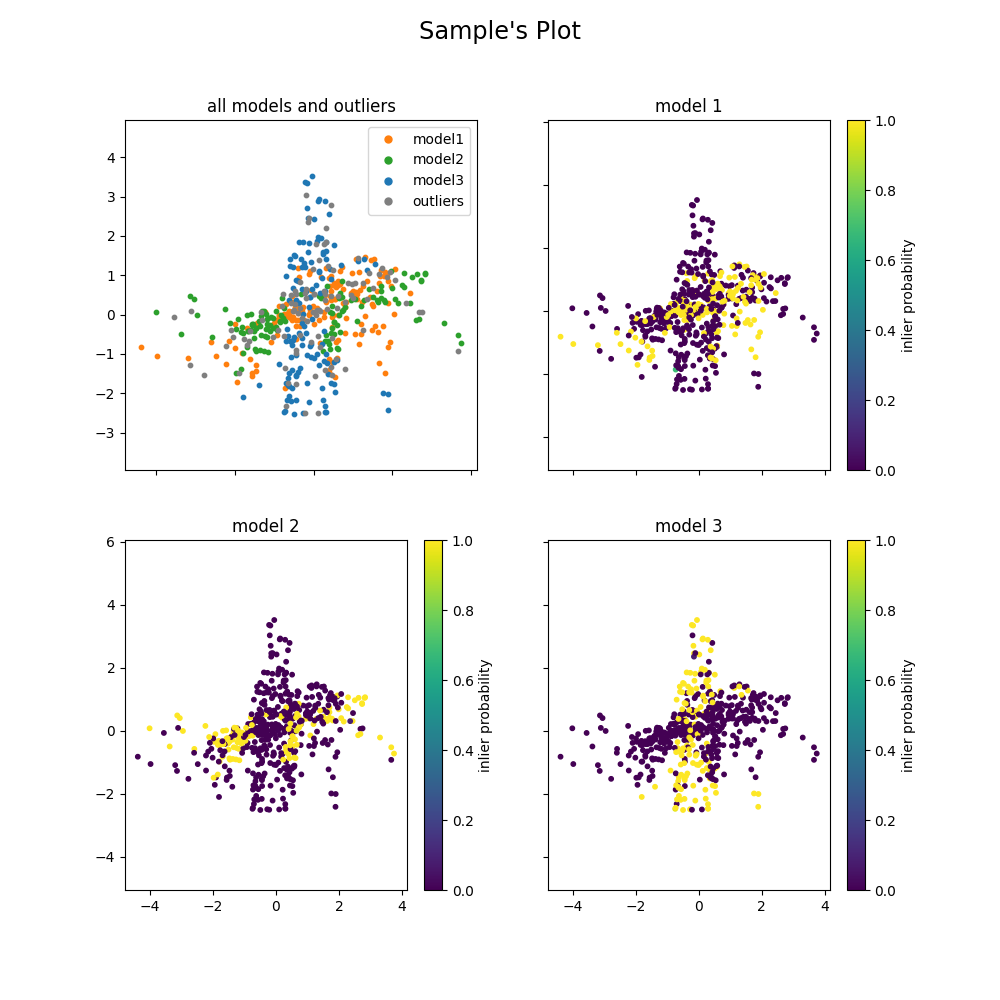 Sample's Plot
all models and outliers
model1
model2
model3
outliers
4
3
2
1
0
−1
−2
−3
model 1
1.0
0.8
0.6
0.4
0.2
0.0
inlier probability
model 2
6
4
2
0
−2
−4
−4 −2 0 2 4
1.0
0.8
0.6
0.4
0.2
0.0
inlier probability
model 3
−4 −2 0 2 4
1.0
0.8
0.6
0.4
0.2
0.0
inlier probability